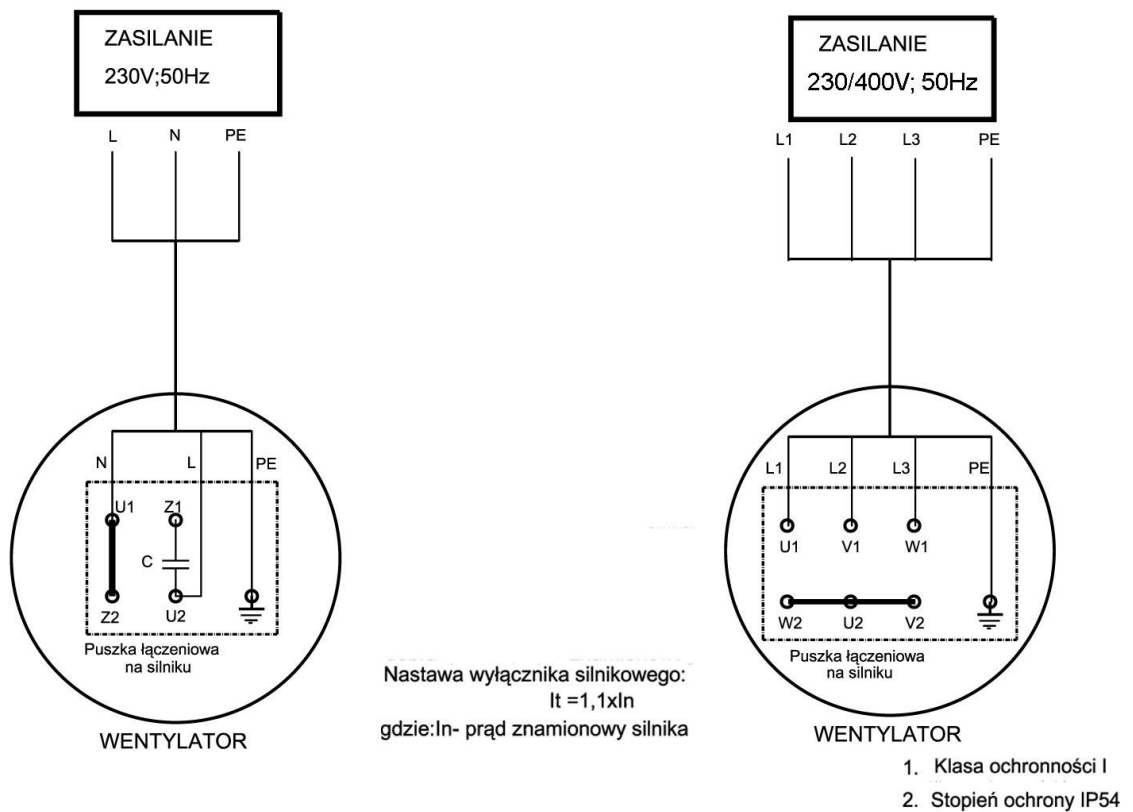 ZASILANIE
230V;50Hz
L N PE
N L PE
U1 Z1
C
Z2 U2
Puszka łączeniowa
na silniku
WENTYLATOR
Nastawa wyłącznika silnikowego:
It =1,1xIn
gdzie:In- prąd znamionowy silnika
ZASILANIE
230/400V; 50Hz
L1 L2 L3 PE
L1 L2 L3 PE
U1 V1 W1
W2 U2 V2
Puszka łączeniowa
na silniku
WENTYLATOR
1. Klasa ochronności I
2. Stopień ochrony IP54